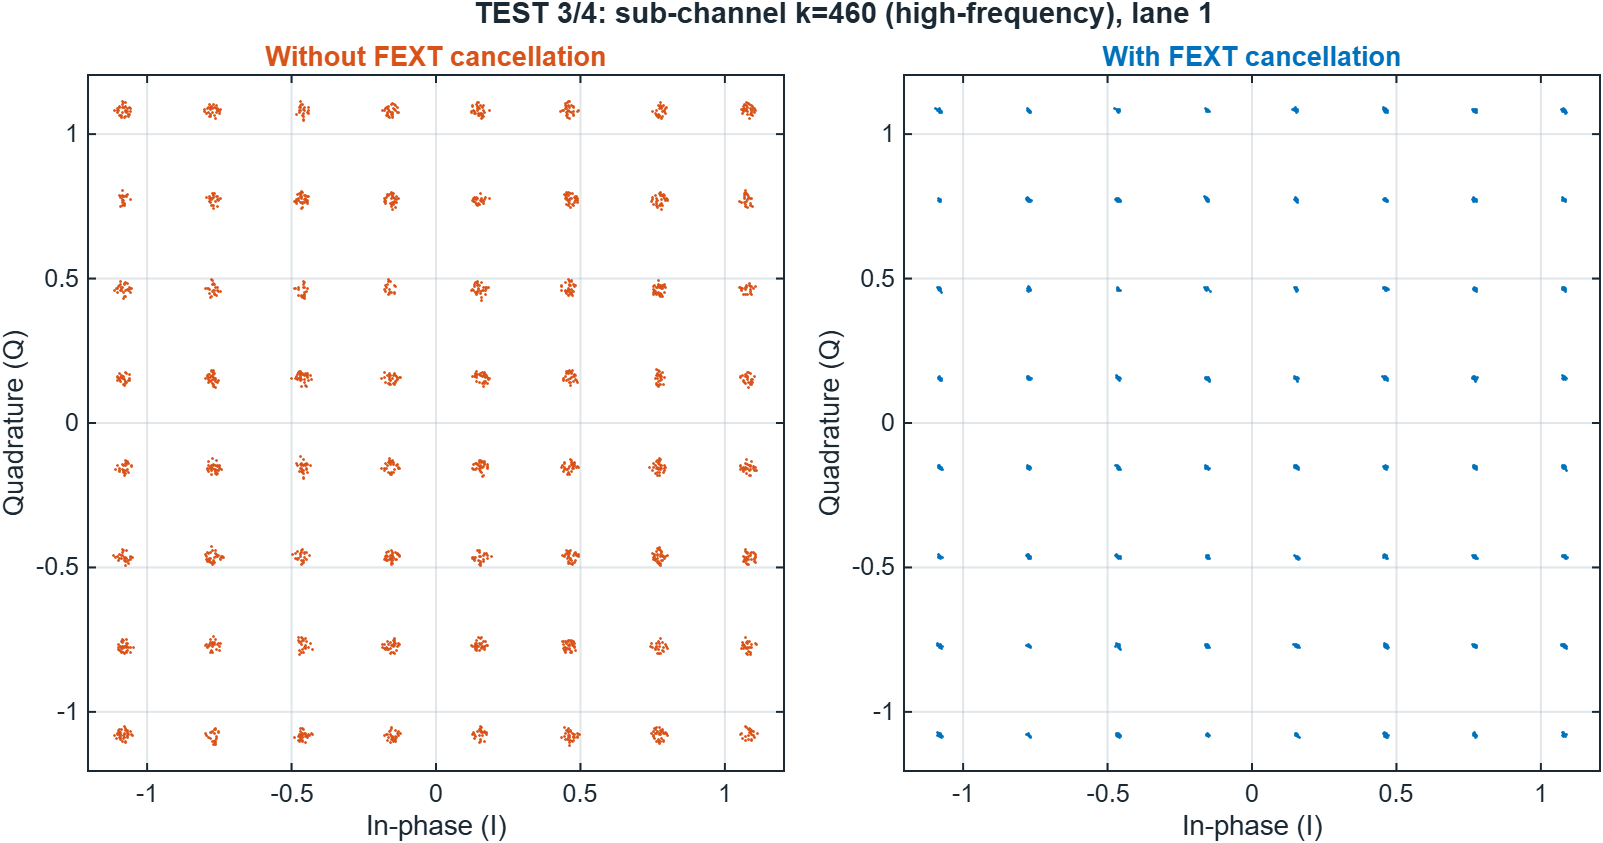 TEST 3/4: sub-channel k=460 (high-frequency), lane 1
Without FEXT cancellation
1
0.5
0
-0.5
-1
Quadrature (Q)
-1 -0.5 0 0.5 1
In-phase (I)
With FEXT cancellation
1
0.5
0
-0.5
-1
Quadrature (Q)
-1 -0.5 0 0.5 1
In-phase (I)